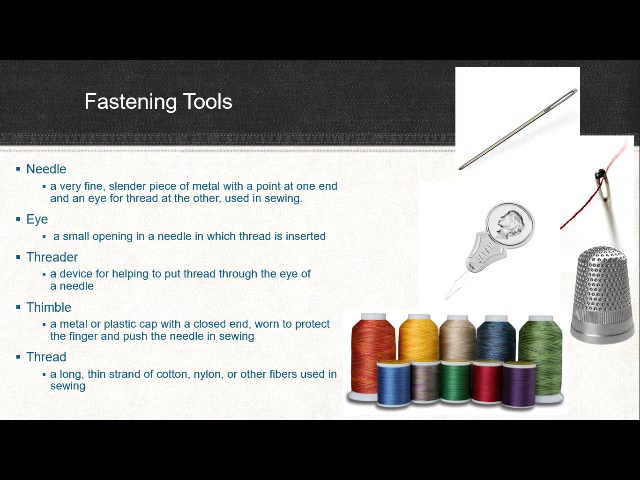 Fastening Tools
Needle
a very fine, slender piece of metal with a point at one end
and an eye for thread at the other, used in sewing.
Eye
a small opening in a needle in which thread is inserted
Threader
a device for helping to put thread through the eye of
a needle
Thimble
a metal or plastic cap with a closed end, worn to protect
the finger and push the needle in sewing
Thread
a long, thin strand of cotton, nylon, or other fibers used in
sewing